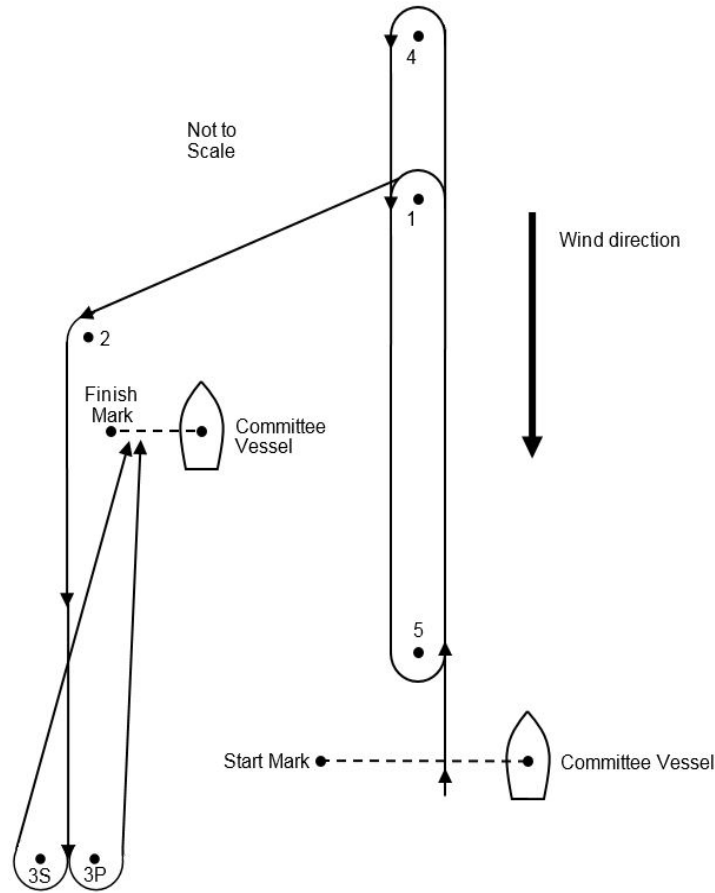 4
Not to
Scale
1
Wind direction
2
Finish
Mark
Committee
Vessel
5
Start Mark
Committee Vessel
3S
3P